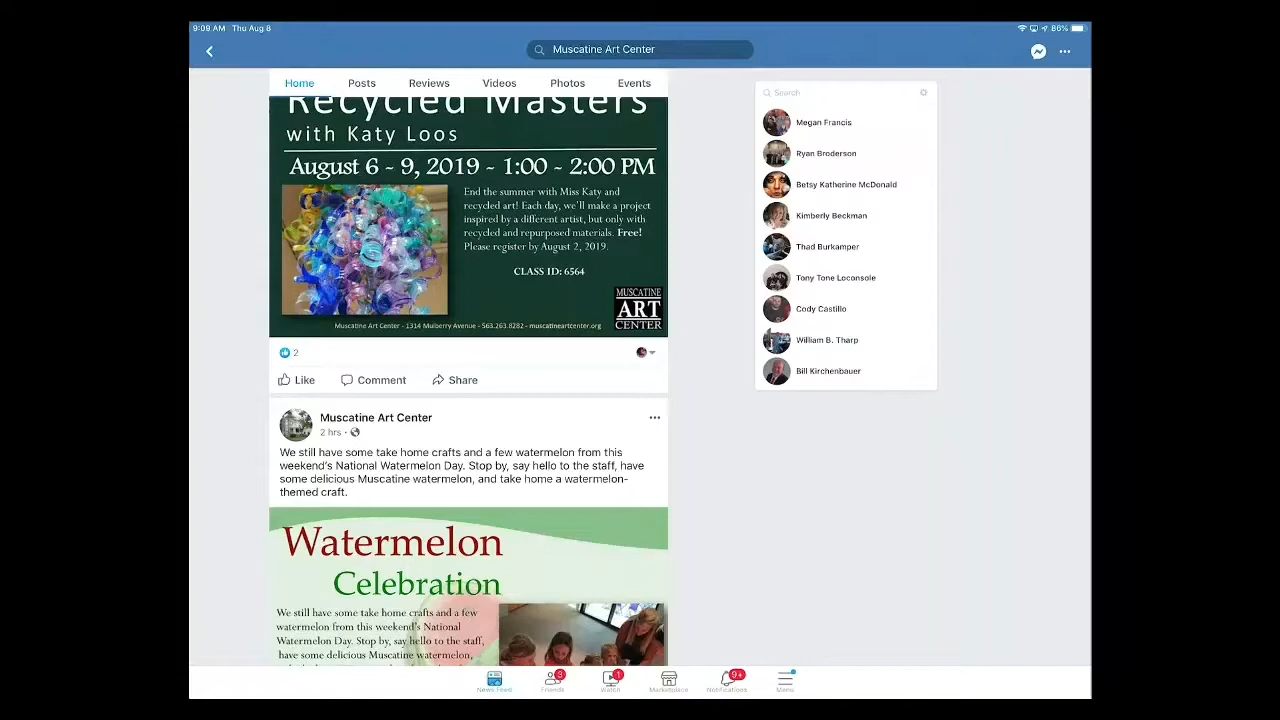 9:09 AM Thu Aug 8
86%
Muscatine Art Center
Home Posts Reviews Videos Photos Events
Recycled Masters
with Katy Loos
August 6 - 9, 2019 - 1:00 - 2:00 PM
End the summer with Miss Katy and
recycled art! Each day, we'll make a project
inspired by a different artist, but only with
recycled and repurposed materials. Free!
Please register by August 2, 2019.
CLASS ID: 6564
MUSCATINE
ART
CENTER
Muscatine Art Center - 1314 Mulberry Avenue - 563.263.8282 - muscatineartcenter.org
2
Like Comment Share
Muscatine Art Center
2 hrs ·
We still have some take home crafts and a few watermelon from this
weekend's National Watermelon Day. Stop by, say hello to the staff, have
some delicious Muscatine watermelon, and take home a watermelon-
themed craft.
Watermelon
Celebration
We still have some take home crafts and a few
watermelon from this weekend's National
Watermelon Day. Stop by, say hello to the staff,
have some delicious Muscatine watermelon,
Search
Megan Francis
Ryan Broderson
Betsy Katherine McDonald
Kimberly Beckman
Thad Burkamper
Tony Tone Loconsole
Cody Castillo
William B. Tharp
Bill Kirchenbauer
3 1 9+
News Feed Friends Watch Marketplace Notifications Menu